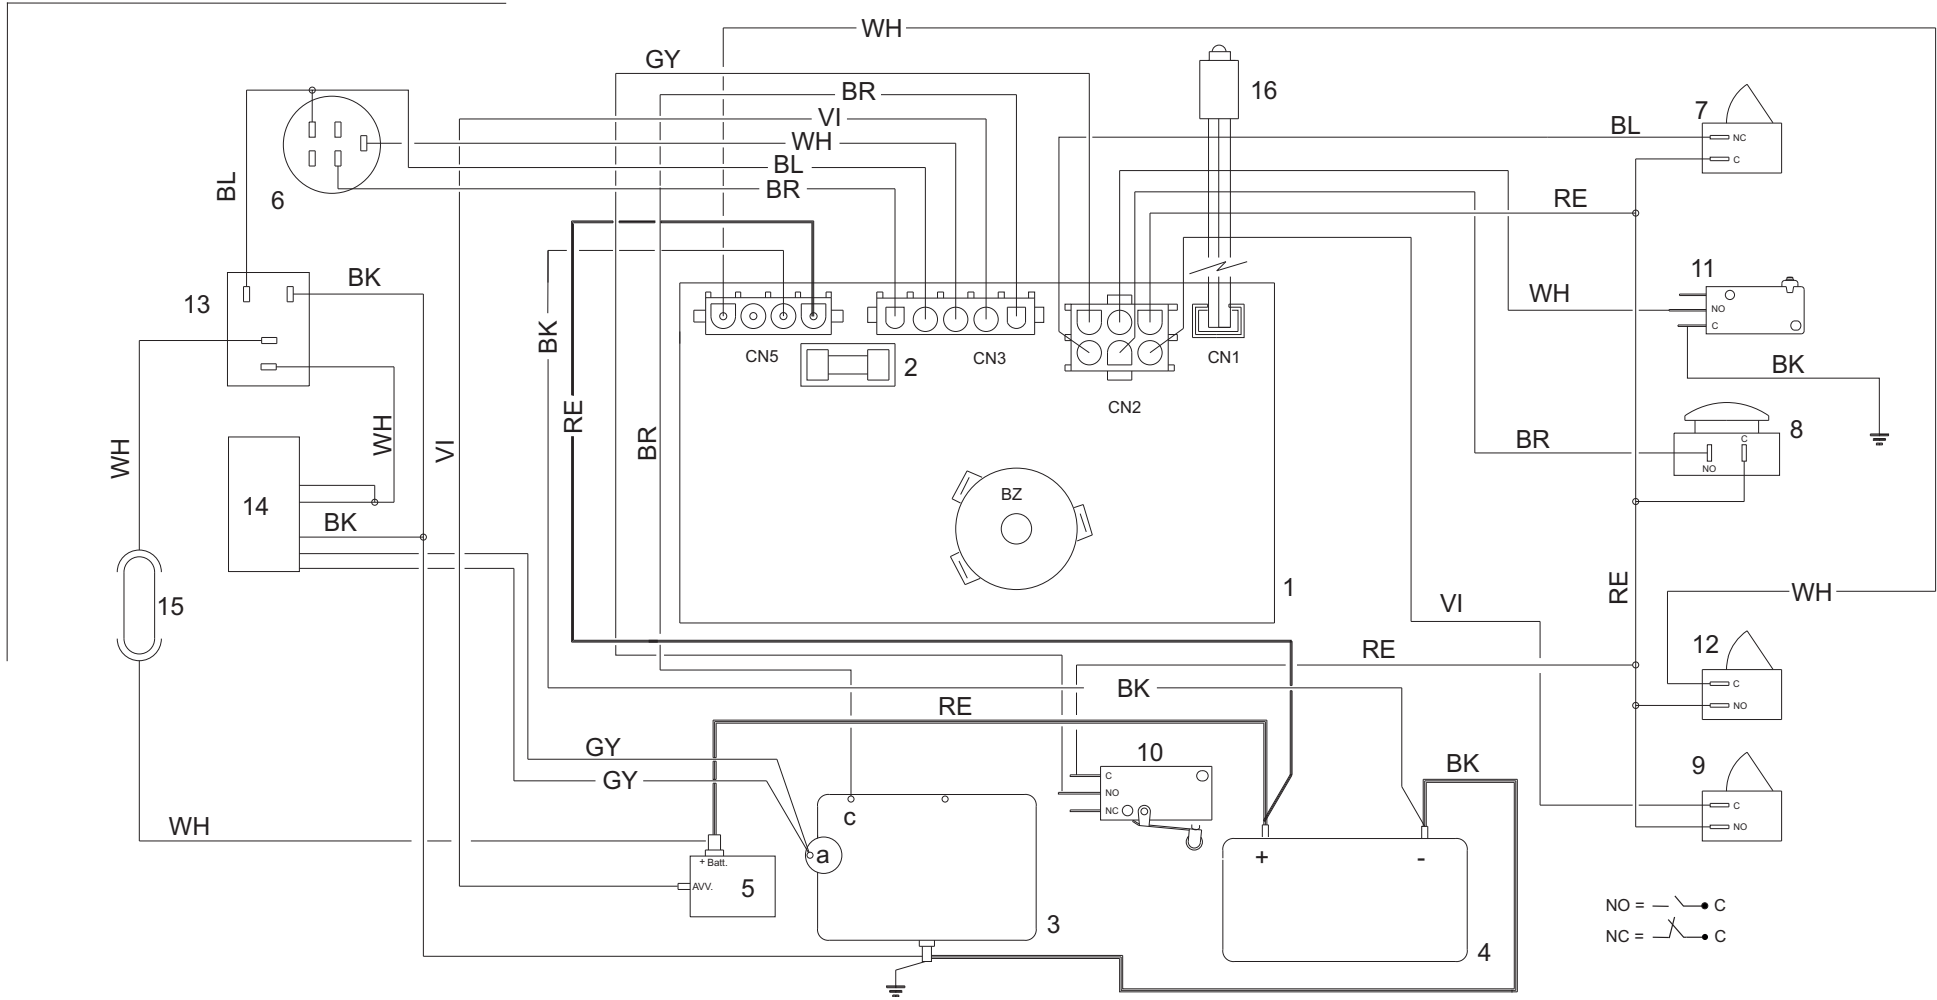 WH
GY
BR
16
VI
7
NC
BL
C
WH
BL
BR
BL
6
RE
13
BK
11
WH
NO
C
BK
CN5
2
CN3
CN1
BK
CN2
RE
BR
8
C
NO
BR
WH
WH
VI
BR
14
BK
BZ
15
1
VI
RE
WH
12
C
NO
RE
BK
RE
GY
GY
10
C
NO
NC
BK
9
C
NO
WH
c
a
+ Batt.
AVV.
5
3
+
-
4
NO = C
NC = C